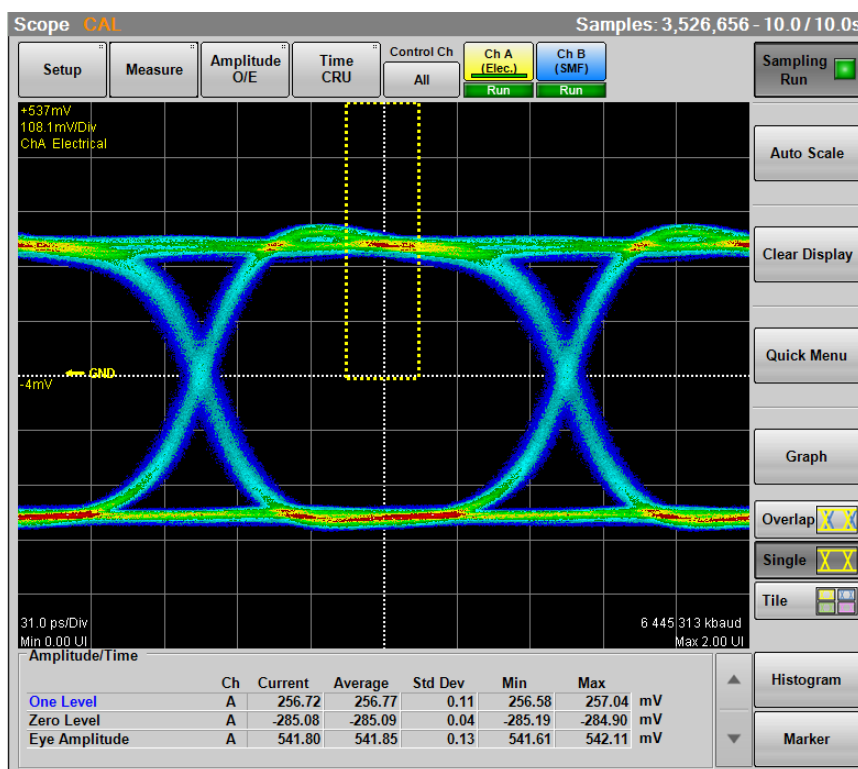 Scope CAL Samples: 3,526,656 - 10.0 / 10.0s
Setup
Measure
Amplitude
O/E
Time
CRU
Control Ch
All
Ch A
(Elec.)
Run
Ch B
(SMF)
Run
Sampling
Run
+537mV
108.1mV/Div
ChA Electrical
Auto Scale
Clear Display
Quick Menu
GND
-4mV
Graph
Overlap
Single
Tile
31.0 ps/Div 6 445 313 kbaud
Min 0.00 UI Max 2.00 UI
Amplitude/Time
Ch Current Average Std Dev Min Max
One Level A 256.72 256.77 0.11 256.58 257.04 mV
Zero Level A -285.08 -285.09 0.04 -285.19 -284.90 mV
Eye Amplitude A 541.80 541.85 0.13 541.61 542.11 mV
Histogram
Marker